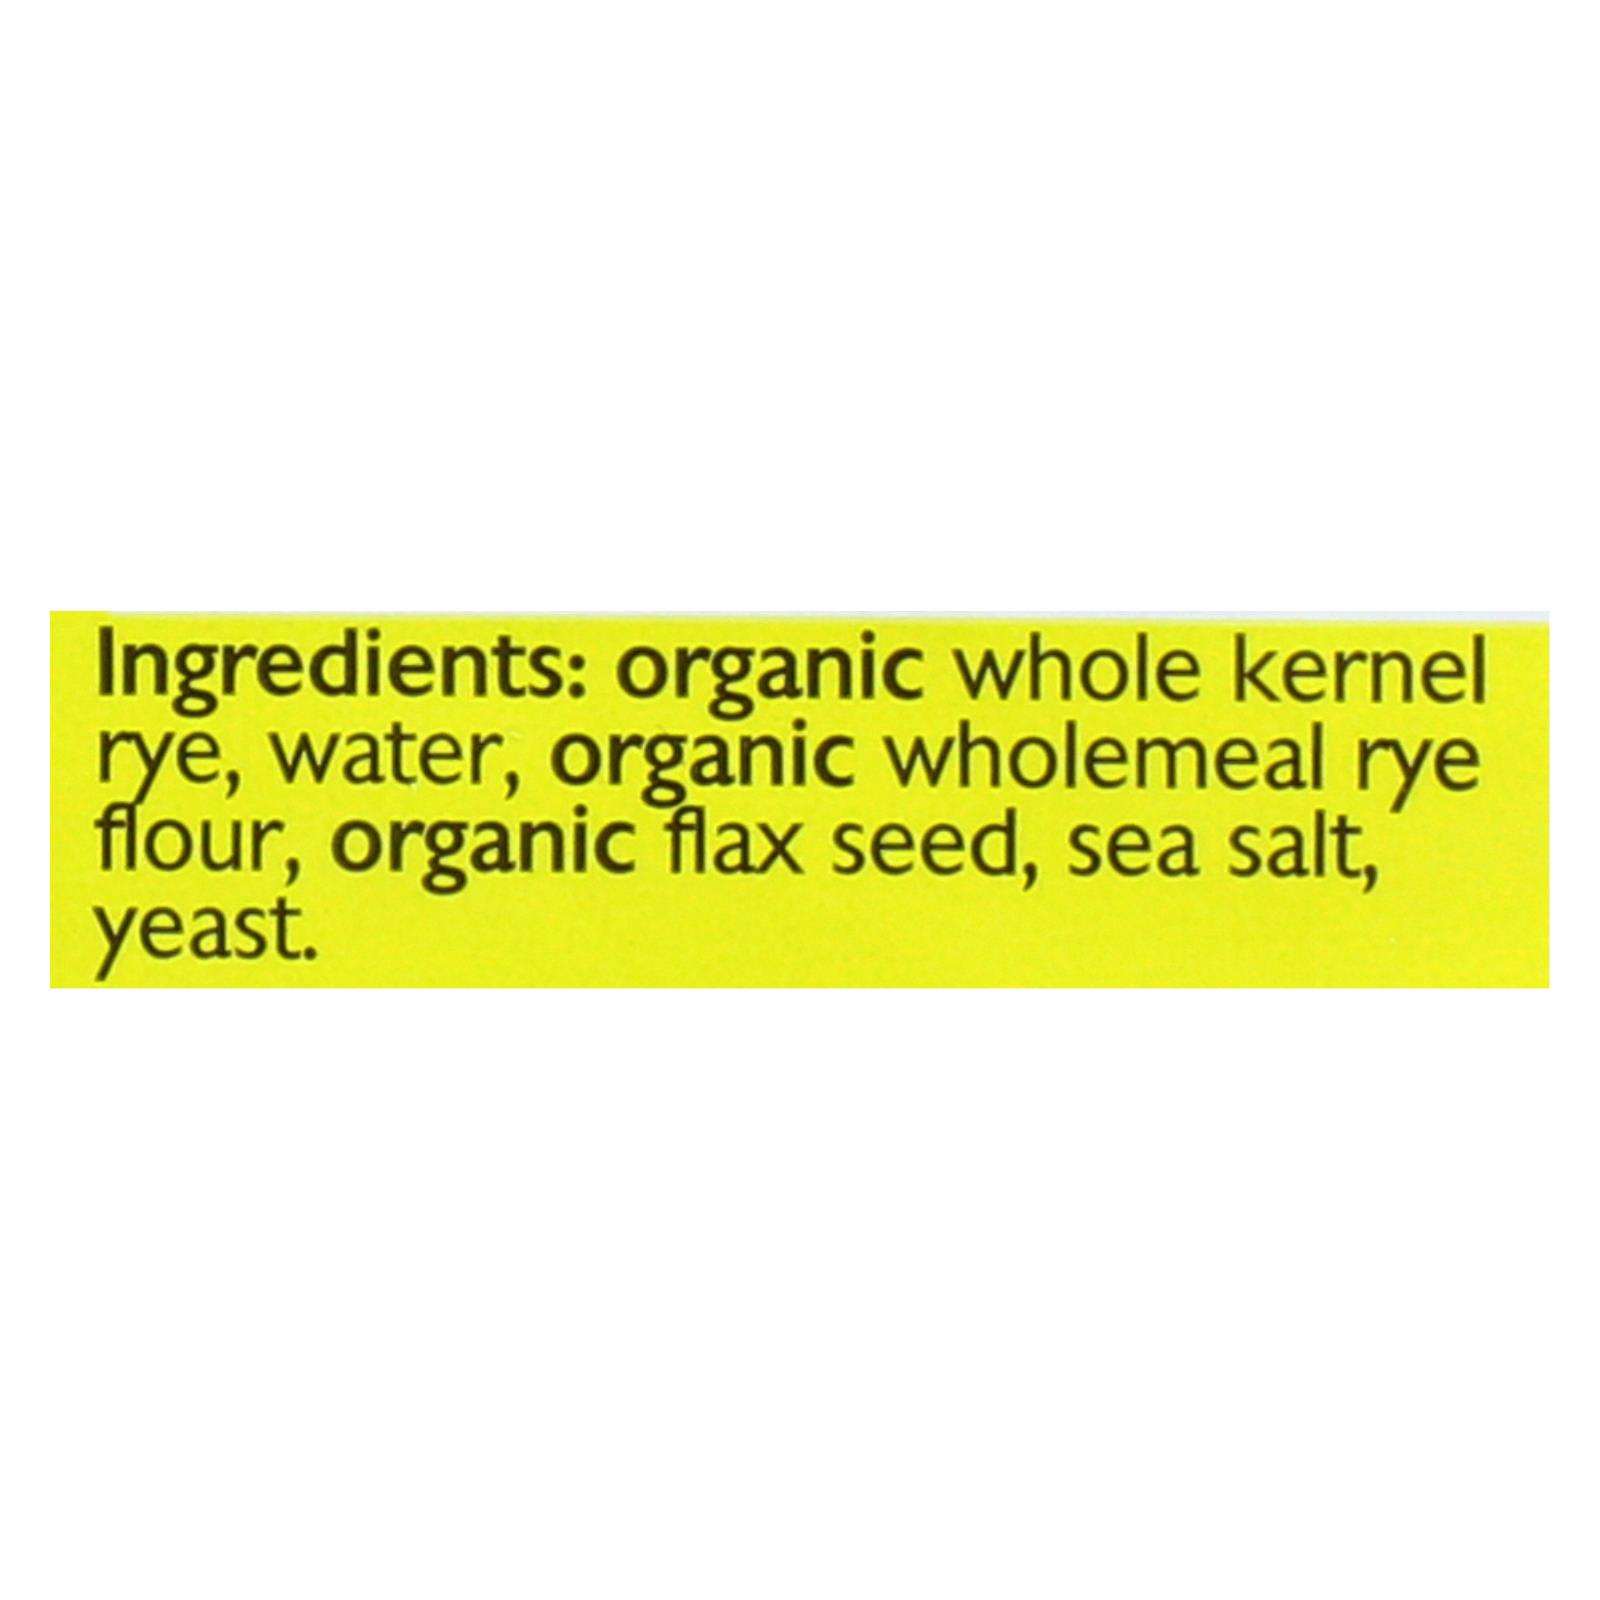 Ingredients: organic whole kernel
rye, water, organic wholemeal rye
flour, organic flax seed, sea salt,
yeast.